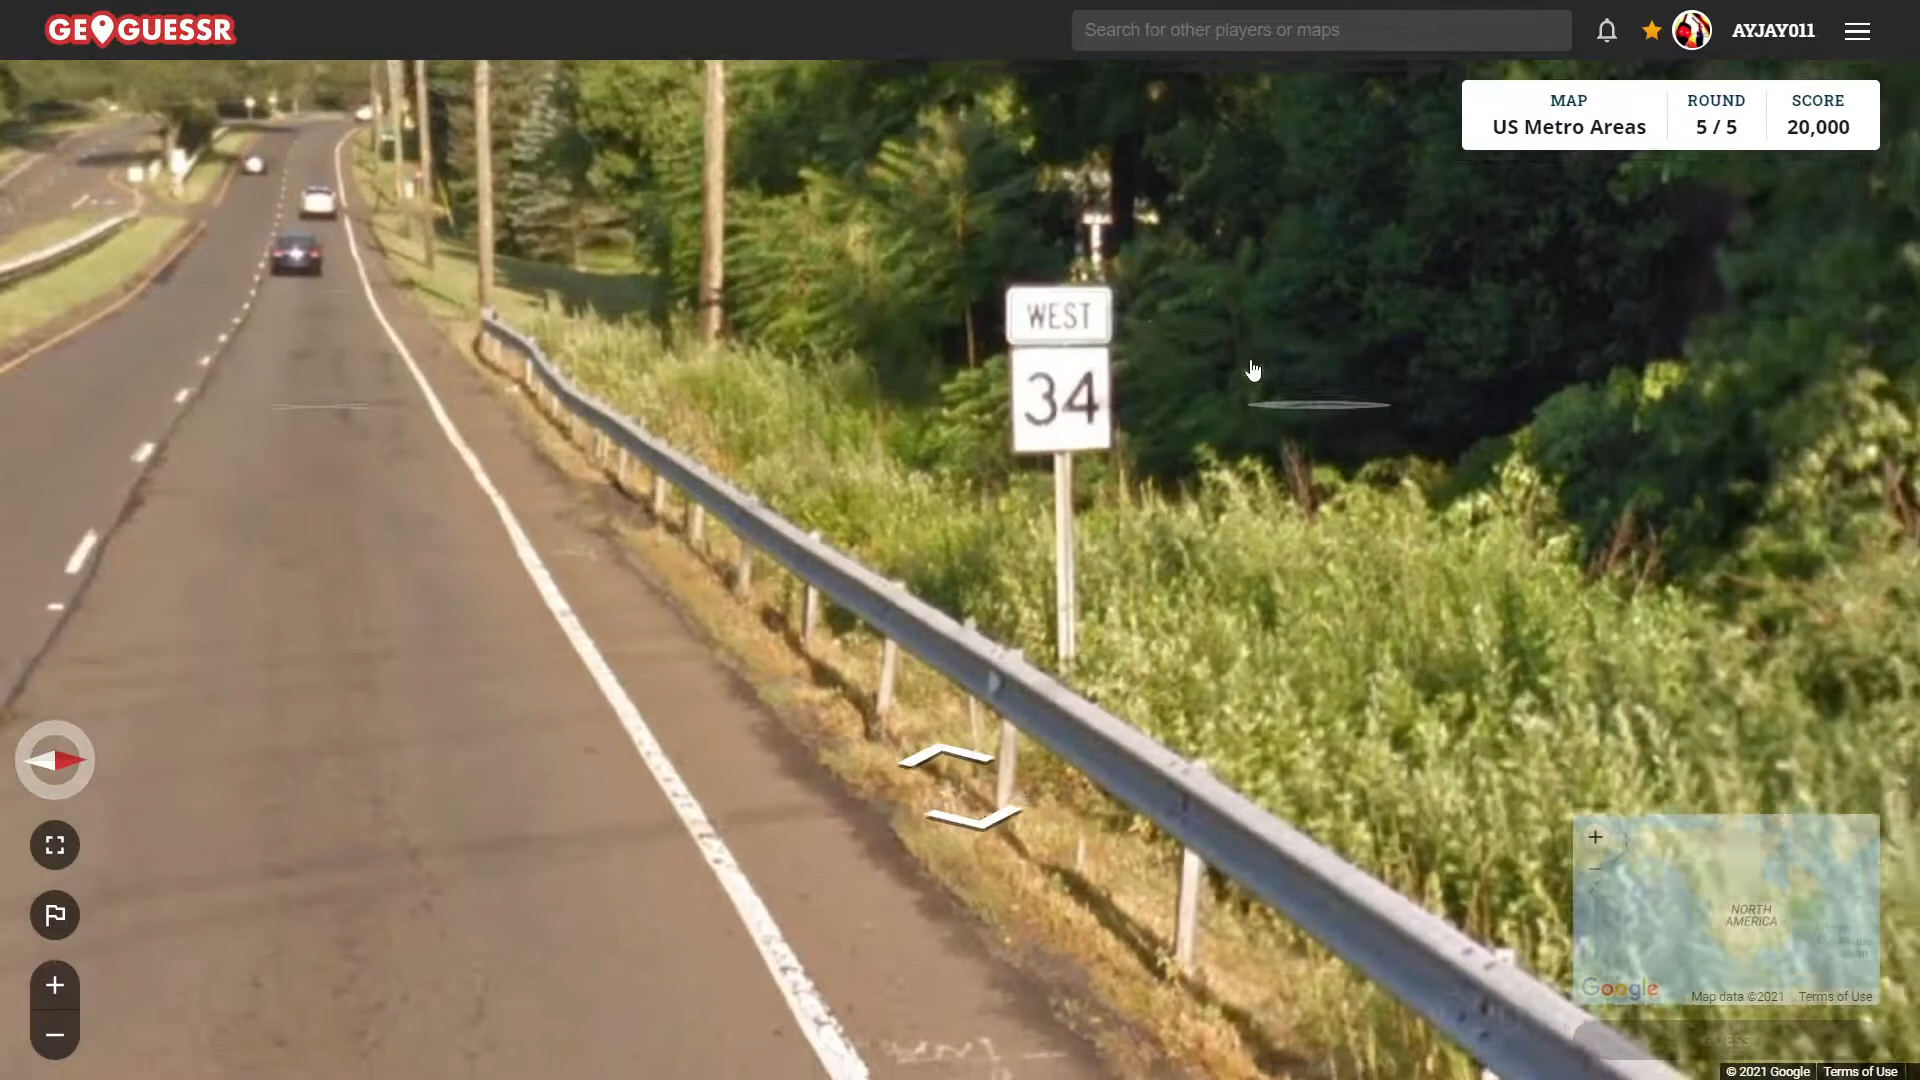 GEOGUESSR
Search for other players or maps
AYJAY011
MAP
US Metro Areas
ROUND
5 / 5
SCORE
20,000
WEST
34
NORTH
AMERICA
Google
Map data ©2021
Terms of Use
GUESS
© 2021 Google
Terms of Use